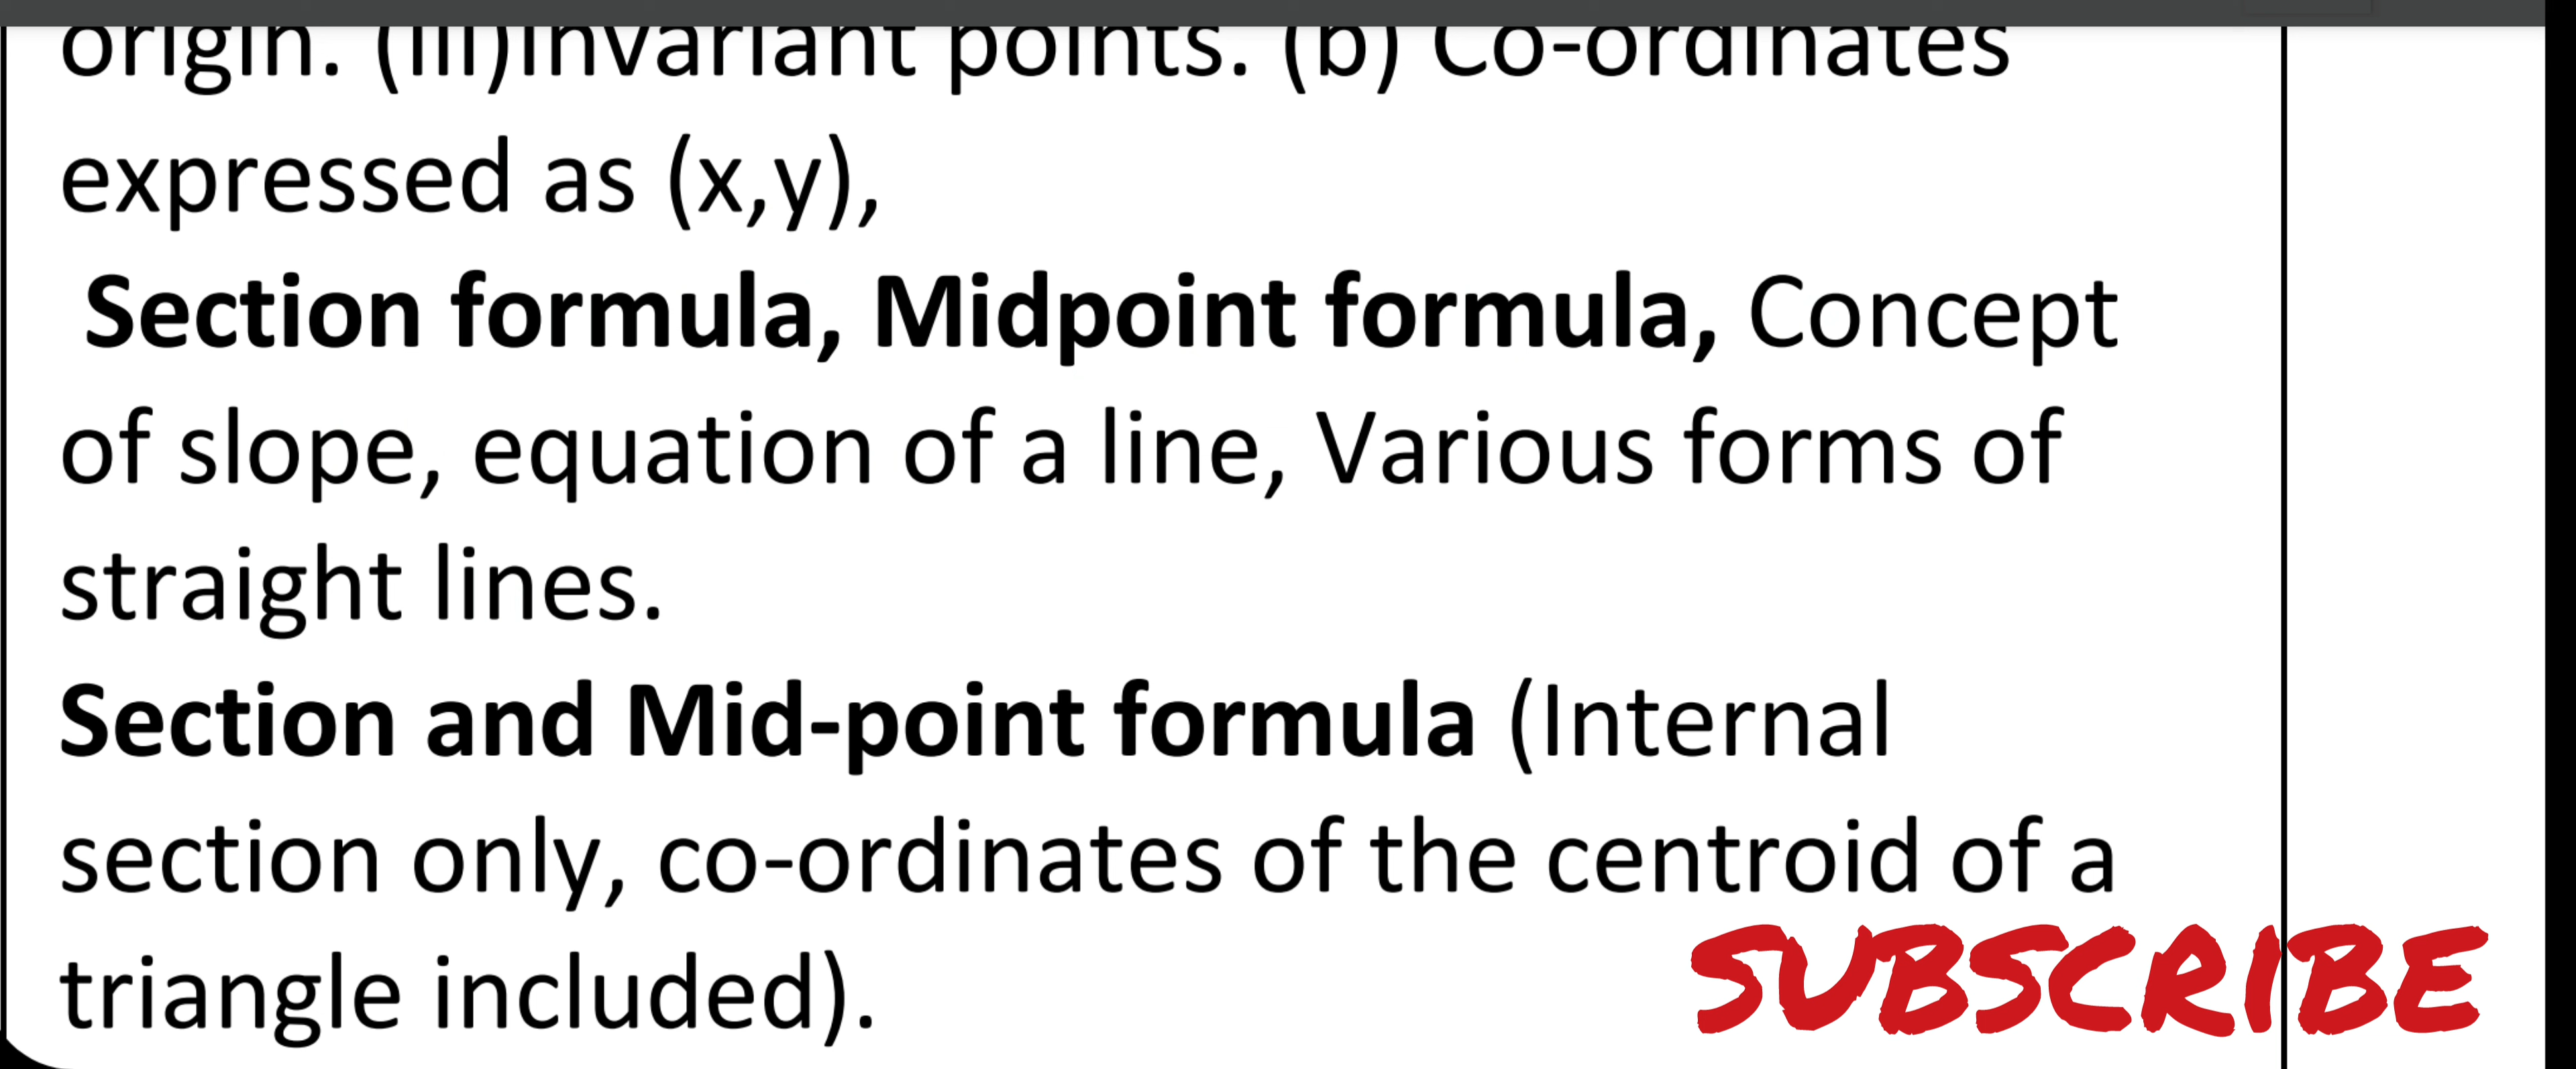 origin. (iii)Invariant points. (b) Co-ordinates
expressed as (x,y),
Section formula, Midpoint formula, Concept
of slope, equation of a line, Various forms of
straight lines.
Section and Mid-point formula (Internal
section only, co-ordinates of the centroid of a
triangle included).
SUBSCRIBE